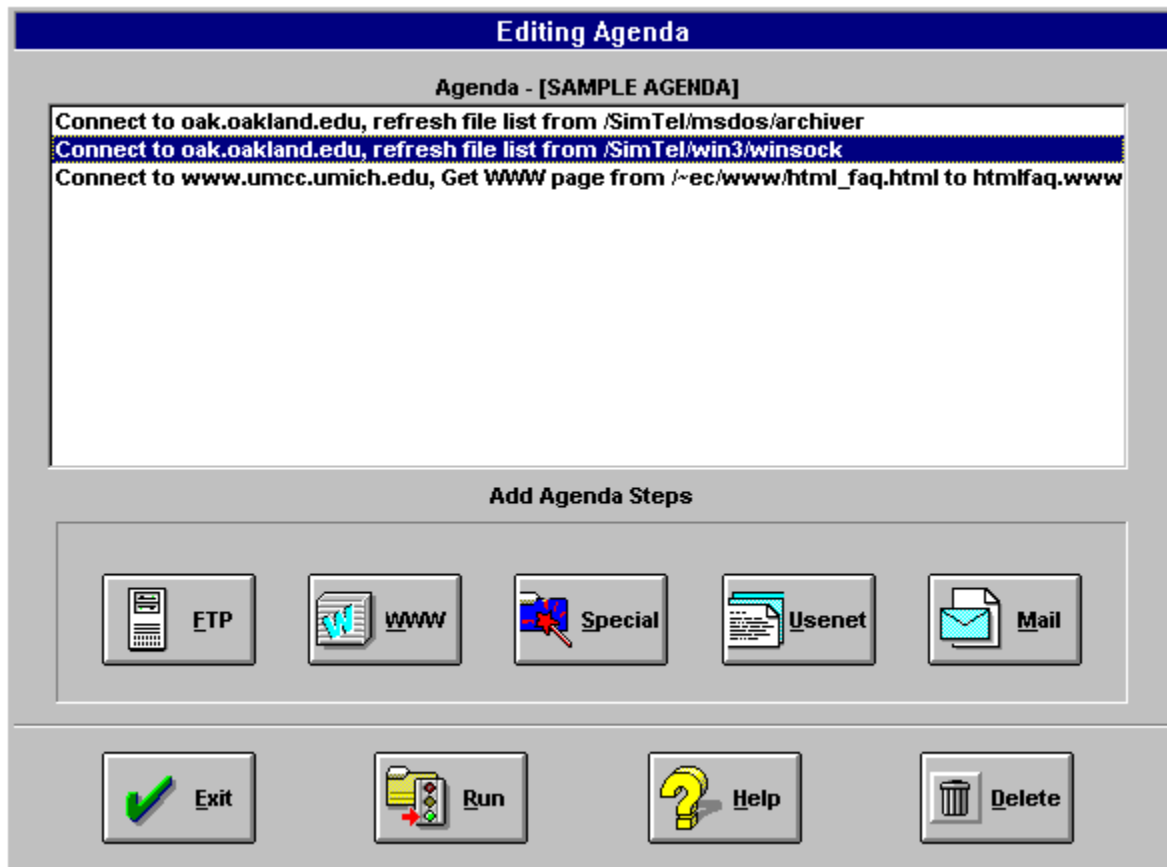 Editing Agenda
Agenda - [SAMPLE AGENDA]
Connect to oak.oakland.edu, refresh file list from /SimTel/msdos/archiver
Connect to oak.oakland.edu, refresh file list from /SimTel/win3/winsock
Connect to www.umcc.umich.edu, Get WWW page from /~ec/www/html_faq.html to htmlfaq.www
Add Agenda Steps
FTP WWW Special Usenet Mail
Exit Run Help Delete